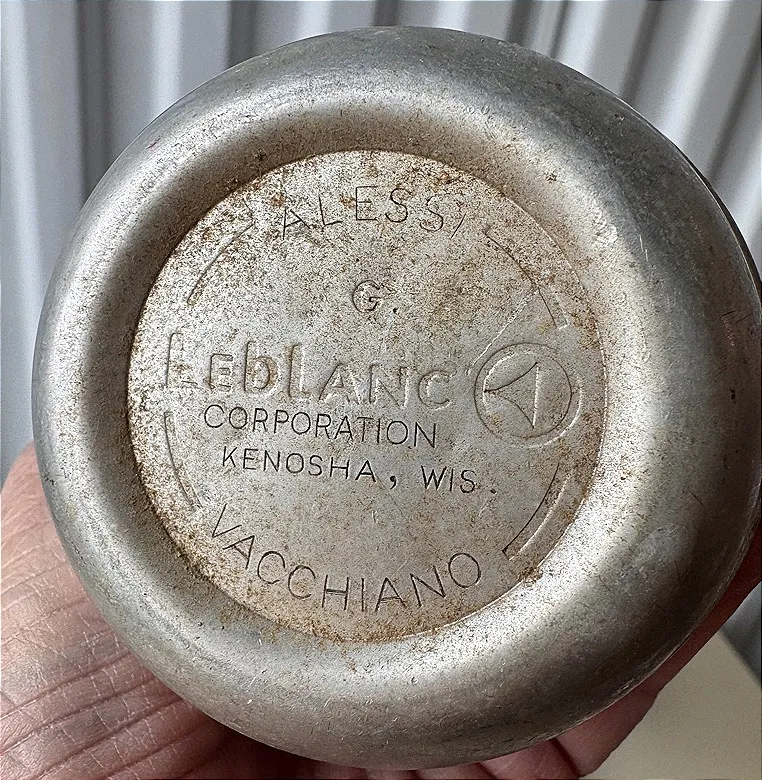 ALESSI
G.
LEbLANC
CORPORATION
KENOSHA, WIS.
VACCHIANO